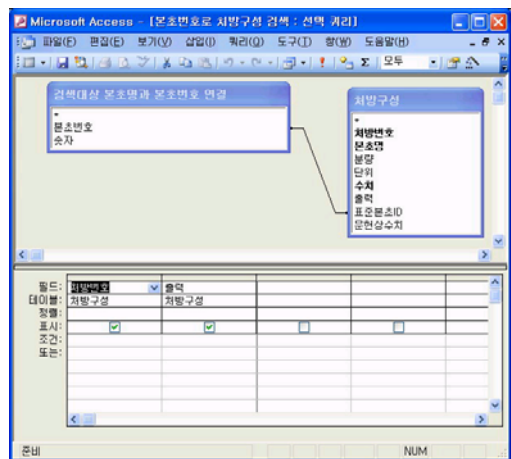 Microsoft Access - [본초번호로 처방구성 검색 : 선택 쿼리]
파일(F) 편집(E) 보기(V) 삽입(I) 쿼리(Q) 도구(T) 창(W) 도움말(H)
Σ 모두
검색대상 본초명과 본초번호 연결
*
본초번호
숫자
처방구성
*
처방번호
본초명
분량
단위
수치
출력
표준본초ID
문헌상수치
필드: 처방번호 출력
테이블: 처방구성 처방구성
정렬:
표시:
조건:
또는:
준비 NUM